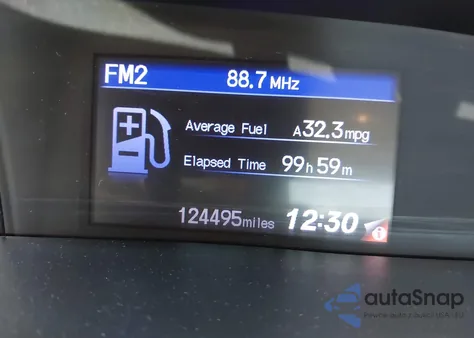 FM2 88.7 MHz
Average Fuel A32.3mpg
Elapsed Time 99h59m
124495miles 12:30
i
autoSnap